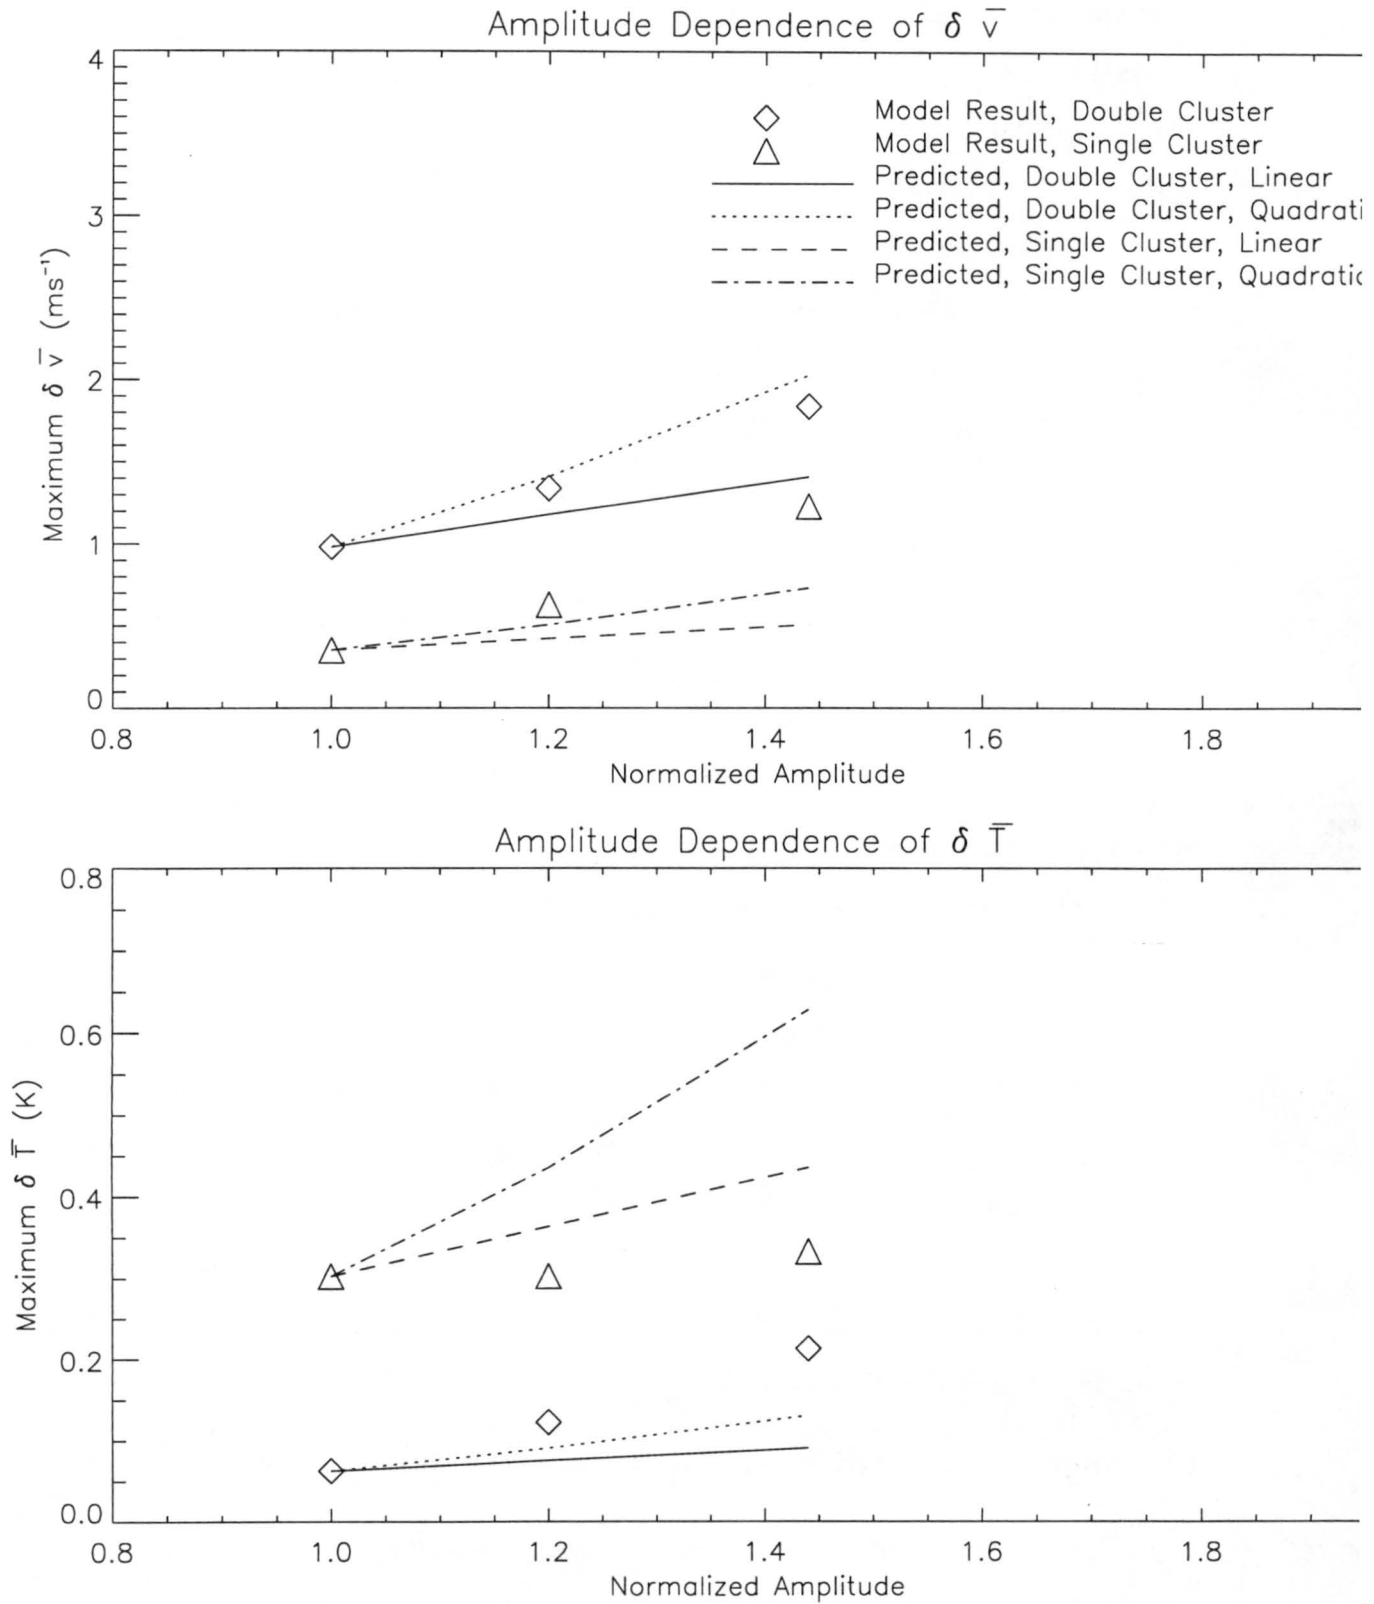 Amplitude Dependence of δ v̄
4
3
2
1
0
Maximum δ v̄ (ms⁻¹)
Model Result, Double Cluster
Model Result, Single Cluster
Predicted, Double Cluster, Linear
Predicted, Double Cluster, Quadrati
Predicted, Single Cluster, Linear
Predicted, Single Cluster, Quadratic
0.8 1.0 1.2 1.4 1.6 1.8
Normalized Amplitude
Amplitude Dependence of δ T̄
0.8
0.6
0.4
0.2
0.0
Maximum δ T̄ (K)
0.8 1.0 1.2 1.4 1.6 1.8
Normalized Amplitude